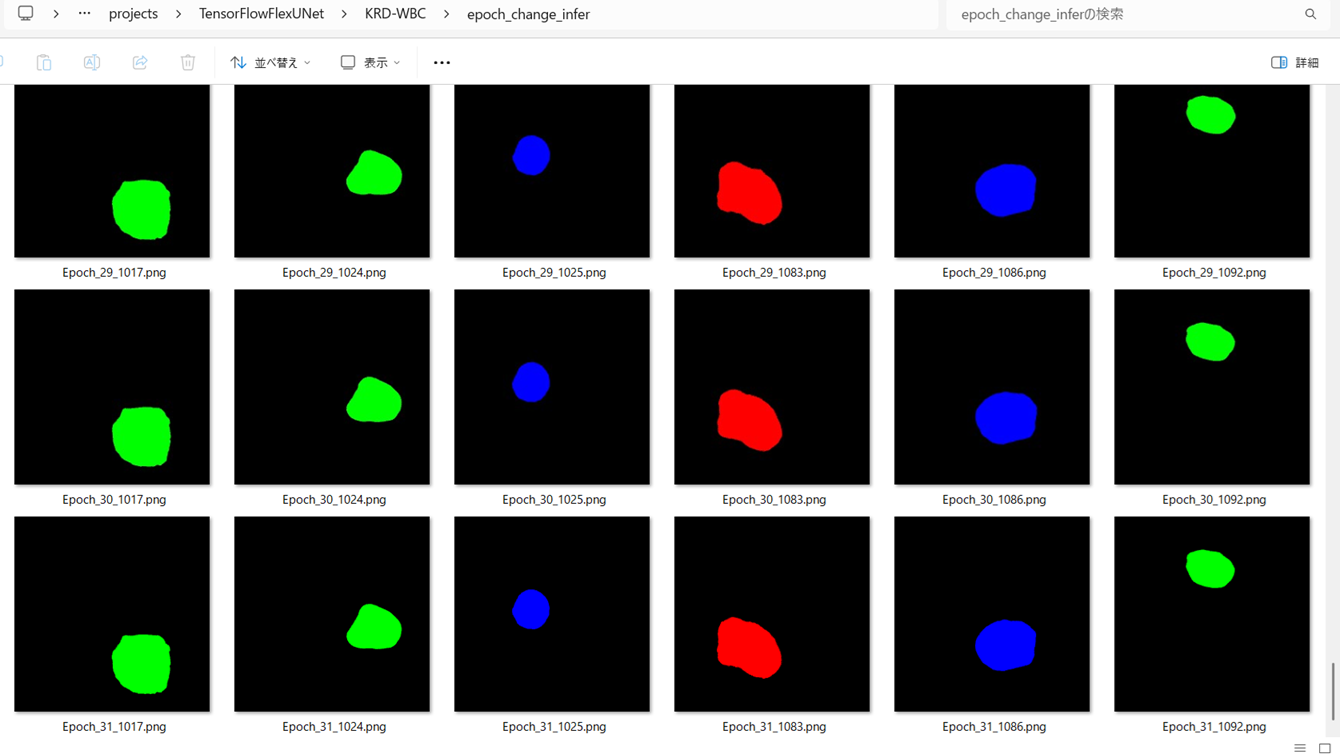 … projects TensorFlowFlexUNet KRD-WBC epoch_change_infer epoch_change_inferの検索
並べ替え 表示 … 詳細
Epoch_29_1017.png Epoch_29_1024.png Epoch_29_1025.png Epoch_29_1083.png Epoch_29_1086.png Epoch_29_1092.png
Epoch_30_1017.png Epoch_30_1024.png Epoch_30_1025.png Epoch_30_1083.png Epoch_30_1086.png Epoch_30_1092.png
Epoch_31_1017.png Epoch_31_1024.png Epoch_31_1025.png Epoch_31_1083.png Epoch_31_1086.png Epoch_31_1092.png